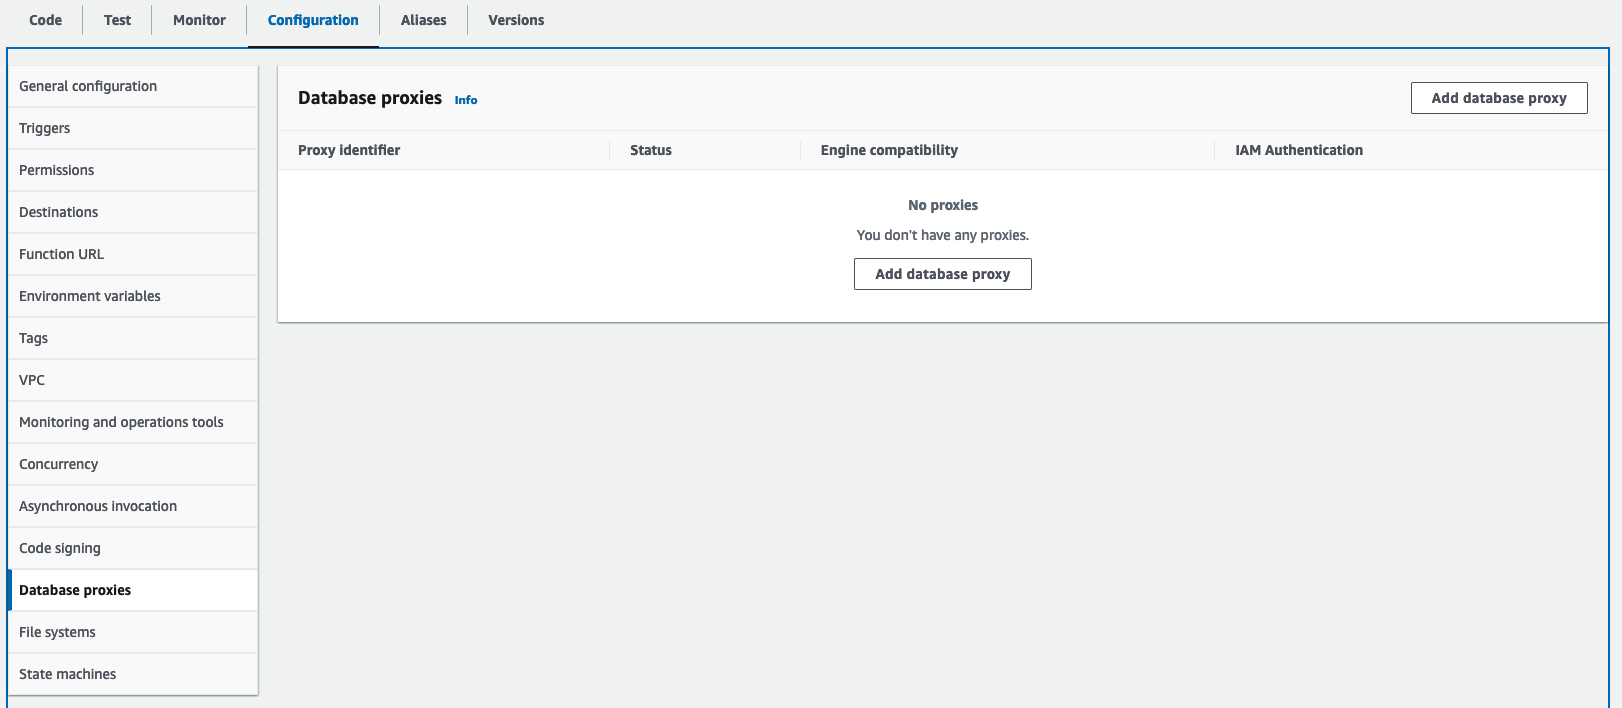 Code Test Monitor Configuration Aliases Versions
General configuration
Triggers
Permissions
Destinations
Function URL
Environment variables
Tags
VPC
Monitoring and operations tools
Concurrency
Asynchronous invocation
Code signing
Database proxies
File systems
State machines
Database proxies Info
Add database proxy
Proxy identifier Status Engine compatibility IAM Authentication
No proxies
You don't have any proxies.
Add database proxy